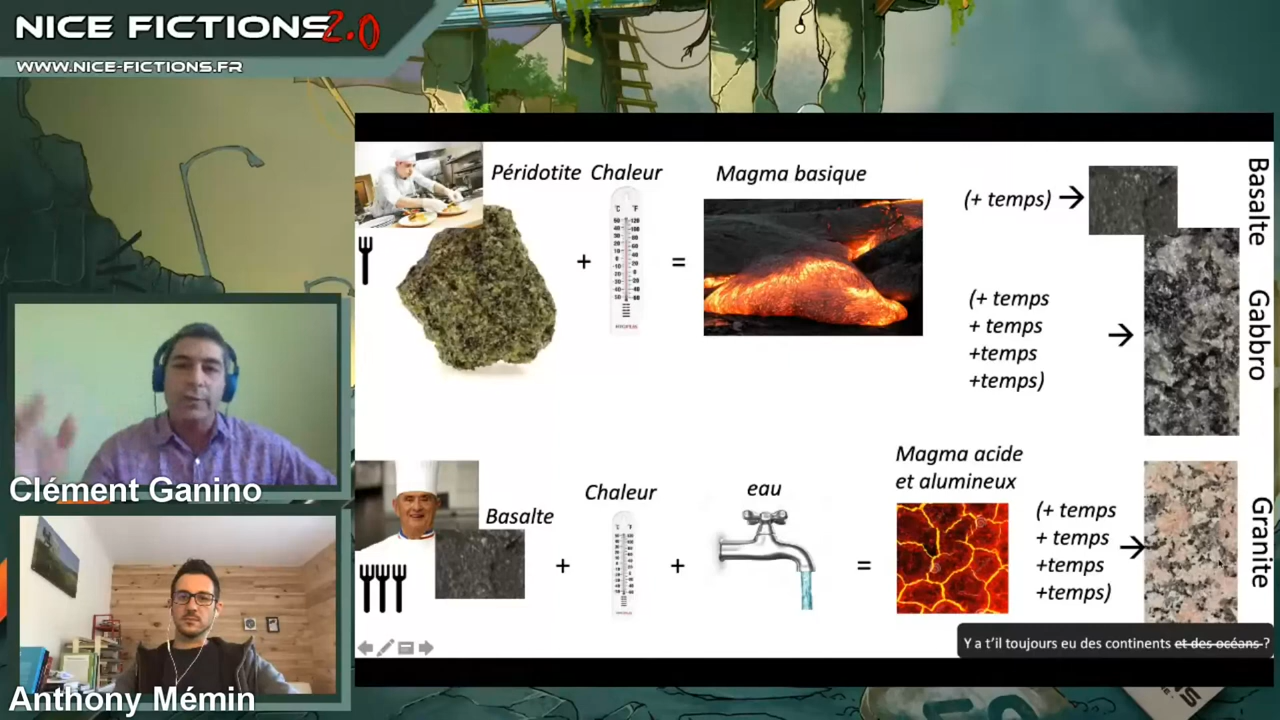 NICE FICTIONS 2.0
WWW.NICE-FICTIONS.FR
Péridotite
Chaleur
Magma basique
+
=
(+ temps) →
Basalte
(+ temps
+ temps
+temps
+temps)
→
Gabbro
Clément Ganino
Basalte
Chaleur
eau
Magma acide
et alumineux
+
+
=
(+ temps
+ temps
+temps
+temps)
→
Granite
Y a t'il toujours eu des continents et des océans ?
Anthony Mémin